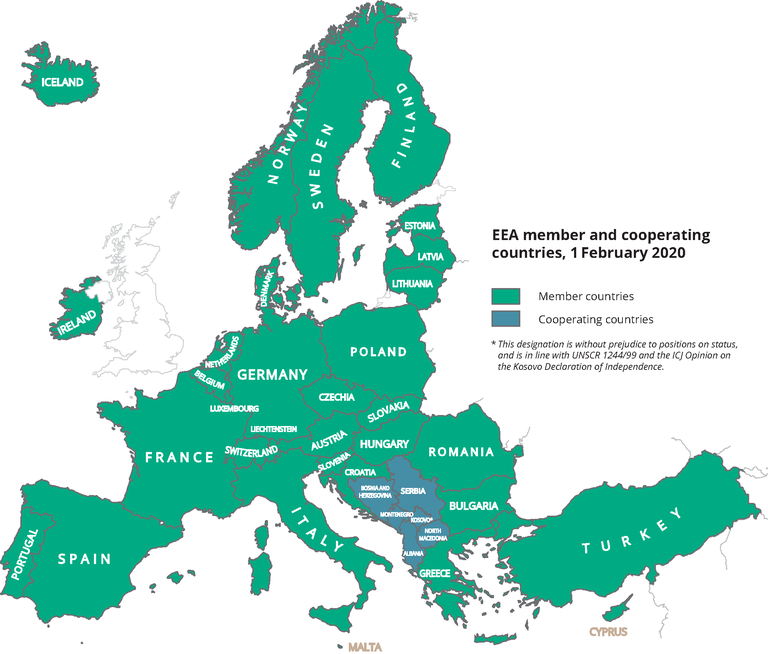 ICELAND
NORWAY
SWEDEN
FINLAND
ESTONIA
LATVIA
LITHUANIA
EEA member and cooperating
countries, 1 February 2020
Member countries
Cooperating countries
* This designation is without prejudice to positions on status,
and is in line with UNSCR 1244/99 and the ICJ Opinion on
the Kosovo Declaration of Independence.
DENMARK
IRELAND
NETHERLANDS
BELGIUM
GERMANY
POLAND
LUXEMBOURG
CZECHIA
SLOVAKIA
LIECHTENSTEIN
AUSTRIA
HUNGARY
FRANCE
SWITZERLAND
SLOVENIA
CROATIA
ROMANIA
BOSNIA AND
HERZEGOVINA
SERBIA
BULGARIA
MONTENEGRO
KOSOVO*
NORTH
MACEDONIA
ALBANIA
ITALY
GREECE
TURKEY
PORTUGAL
SPAIN
CYPRUS
MALTA